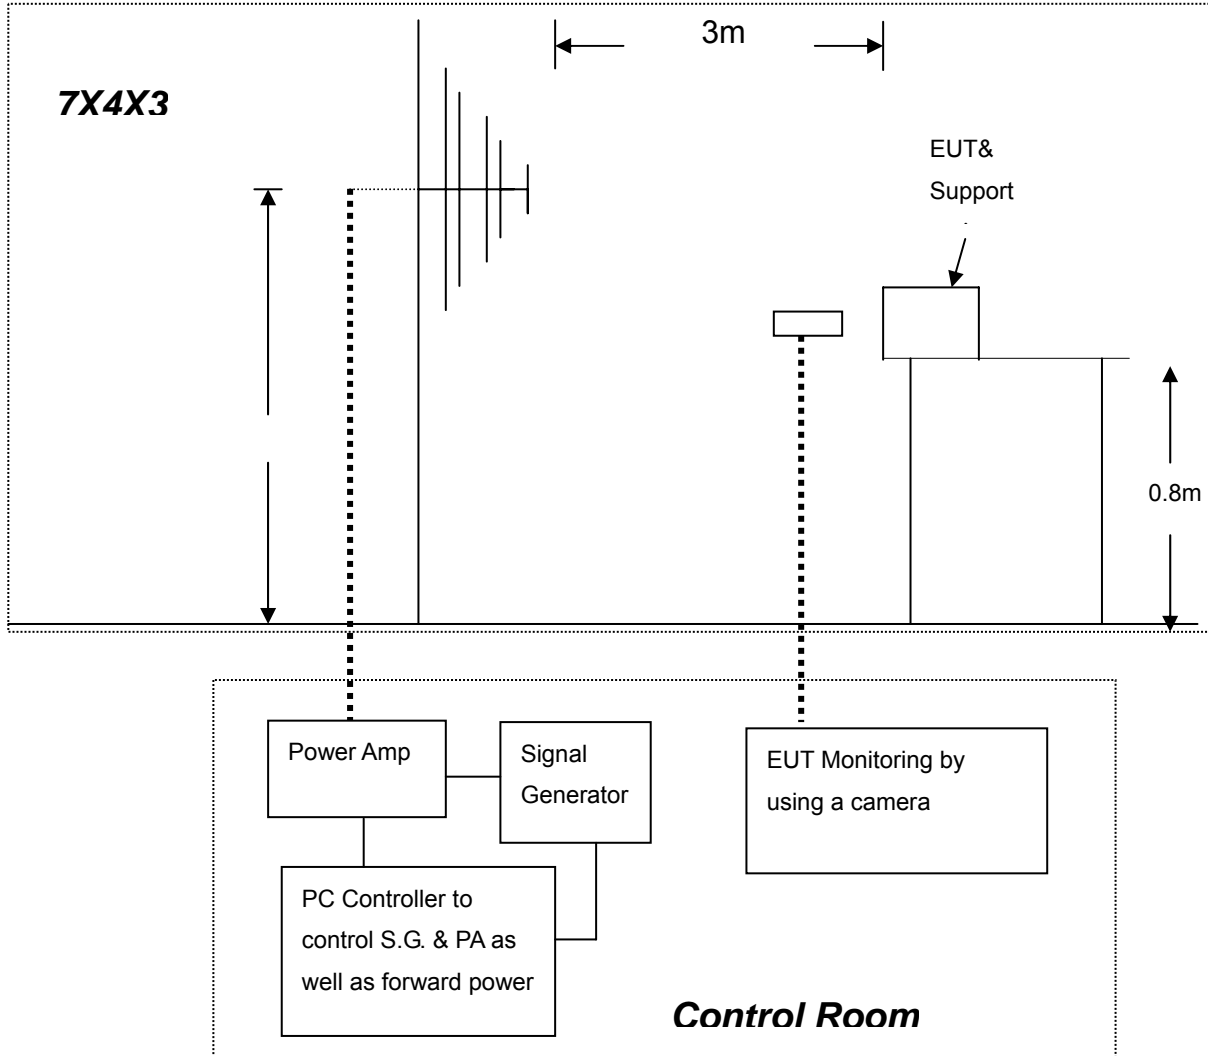 3m
7X4X3
EUT&
Support
0.8m
Power Amp
Signal
Generator
EUT Monitoring by
using a camera
PC Controller to
control S.G. & PA as
well as forward power
Control Room